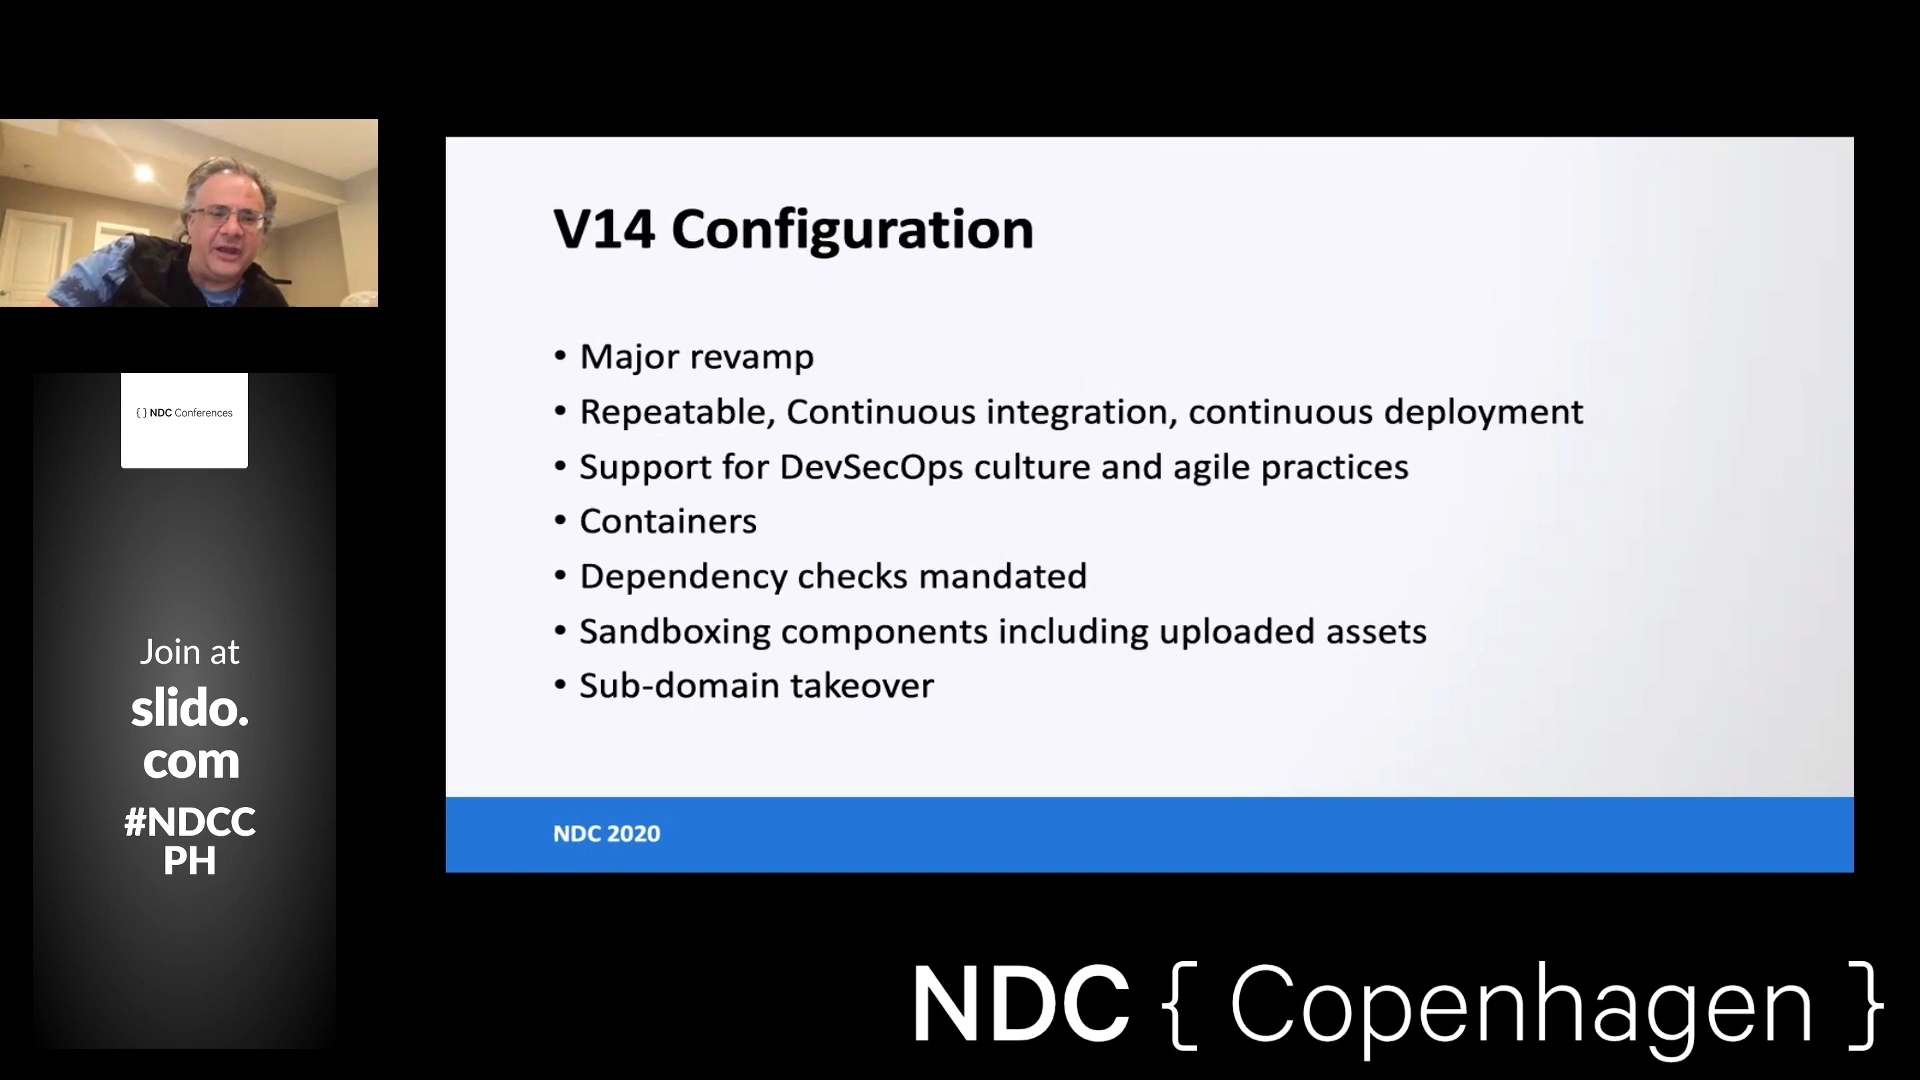 {} NDC Conferences
Join at
slido.
com
#NDCC
PH
V14 Configuration
• Major revamp
• Repeatable, Continuous integration, continuous deployment
• Support for DevSecOps culture and agile practices
• Containers
• Dependency checks mandated
• Sandboxing components including uploaded assets
• Sub-domain takeover
NDC 2020
NDC { Copenhagen }